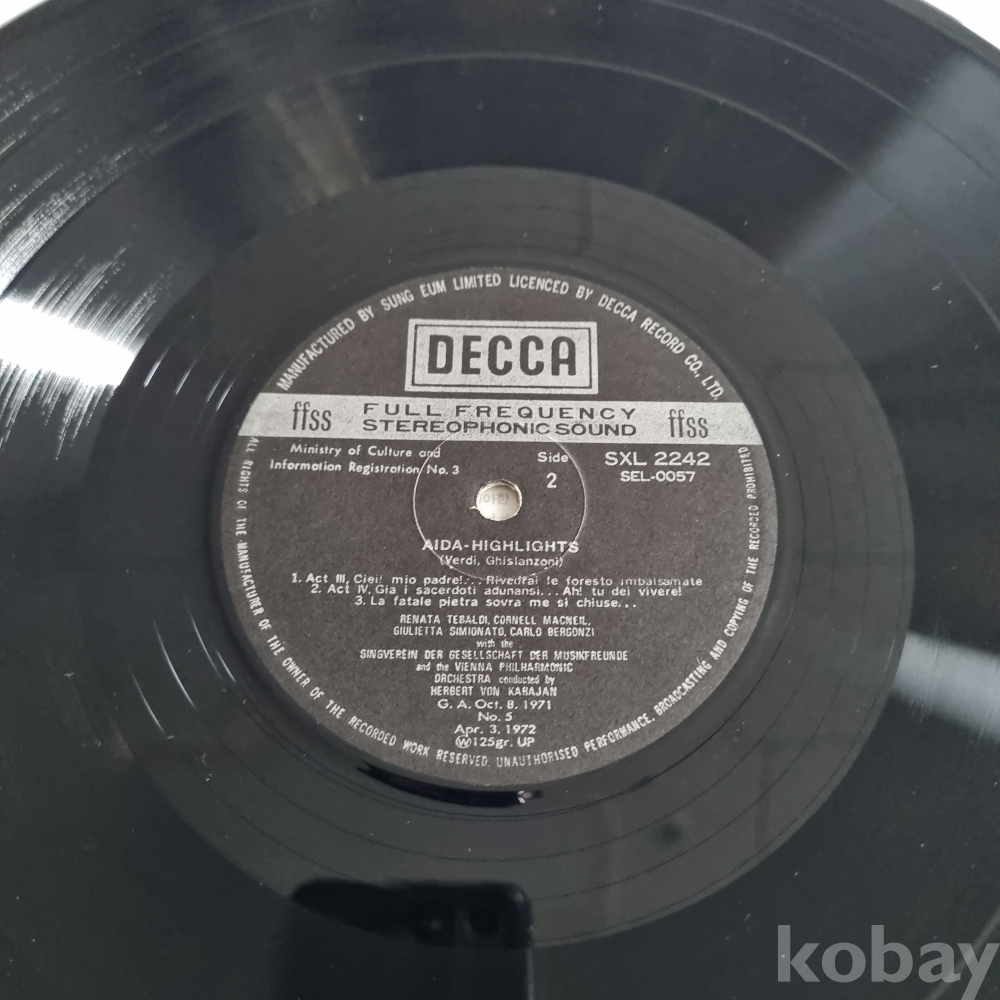 MANUFACTURED BY SUNG EUM LIMITED LICENCED BY DECCA RECORD CO., LTD.
DECCA
ffss FULL FREQUENCY STEREOPHONIC SOUND ffss
Ministry of Culture and
Information Registration No. 3
Side
2
SXL 2242
SEL-0057
AIDA-HIGHLIGHTS
(Verdi, Ghislanzoni)
1. Act III, Ciel! mio padre!... Rivedrai le foresto imbalsamate
2. Act IV, Gia i sacerdoti adunansi... Ah! tu dei vivere!
3. La fatale pietra sovra me si chiuse...
RENATA TEBALDI, CORNELL MACNEIL,
GIULIETTA SIMIONATO, CARLO BERGONZI
with the
SINGVEREIN DER GESELLSCHAFT DER MUSIKFREUNDE
and the VIENNA PHILHARMONIC
ORCHESTRA conducted by
HERBERT VON KARAJAN
G. A. Oct. 8. 1971
No. 5
Apr. 3. 1972
Ⓦ125gr. UP
ALL RIGHTS OF THE MANUFACTURER OF THE OWNER OF THE RECORDED WORK RESERVED. UNAUTHORISED PERFORMANCE, BROADCASTING AND COPYING OF THE RECORDED PROHIBITED
kobay